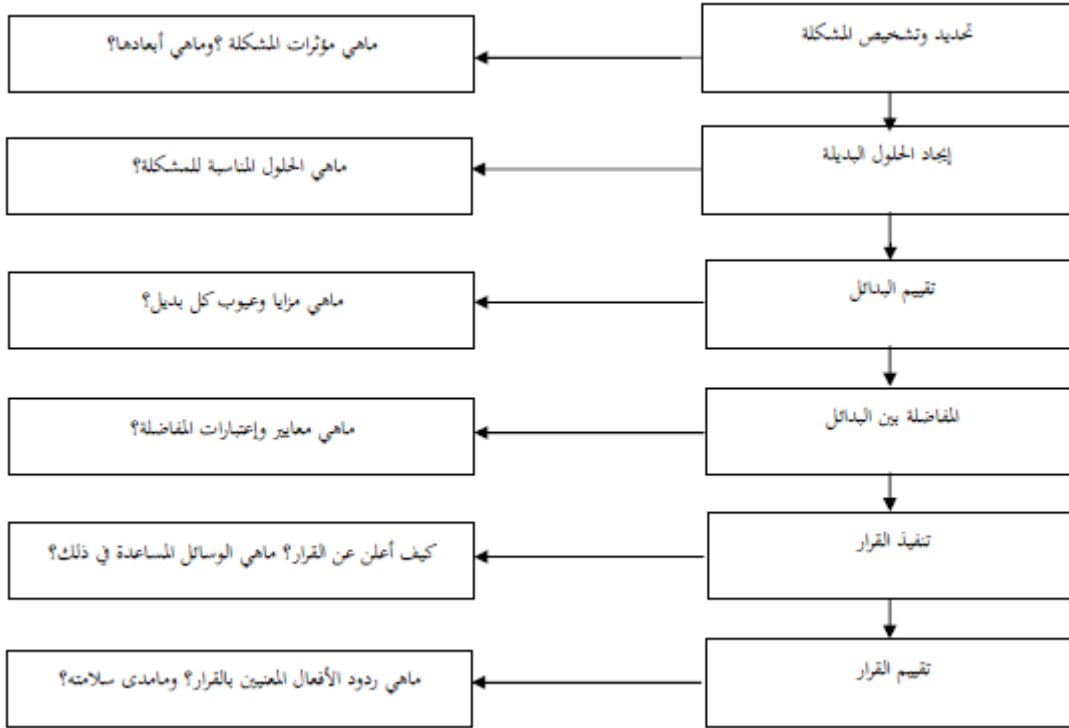 تحديد وتشخيص المشكلة
ماهي مؤثرات المشكلة ؟وماهي أبعادها؟
إيجاد الحلول البديلة
ماهي الحلول المناسبة للمشكلة؟
تقييم البدائل
ماهي مزايا وعيوب كل بديل؟
المفاضلة بين البدائل
ماهي معايير وإعتبارات المفاضلة؟
تنفيذ القرار
كيف أعلن عن القرار؟ ماهي الوسائل المساعدة في ذلك؟
تقييم القرار
ماهي ردود الأفعال المعنيين بالقرار؟ ومامدى سلامته؟